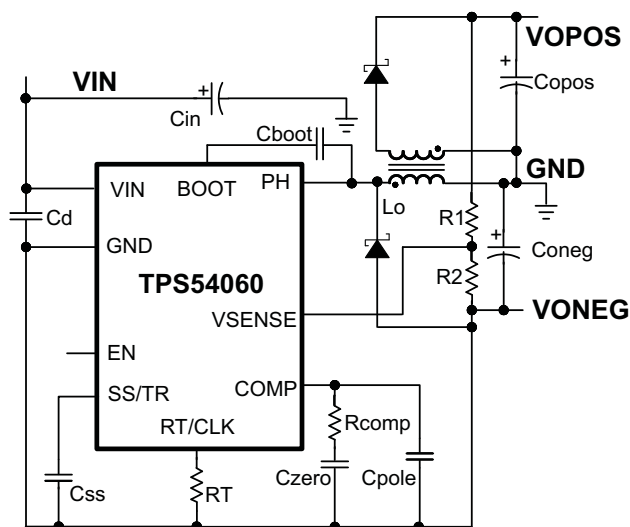 VOPOS
VIN
+
Copos
+
Cin
Cboot
GND
VIN
BOOT
PH
Cd
Lo
R1
+
GND
Coneg
TPS54060
R2
VSENSE
VONEG
EN
SS/TR
COMP
RT/CLK
Rcomp
Css
RT
Czero
Cpole